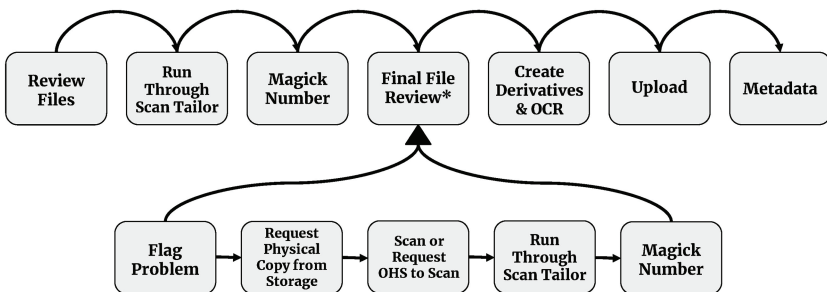 Review
Files
Run
Through
Scan Tailor
Magick
Number
Final File
Review*
Create
Derivatives
& OCR
Upload
Metadata
Flag
Problem
Request
Physical
Copy from
Storage
Scan or
Request
OHS to Scan
Run
Through
Scan Tailor
Magick
Number